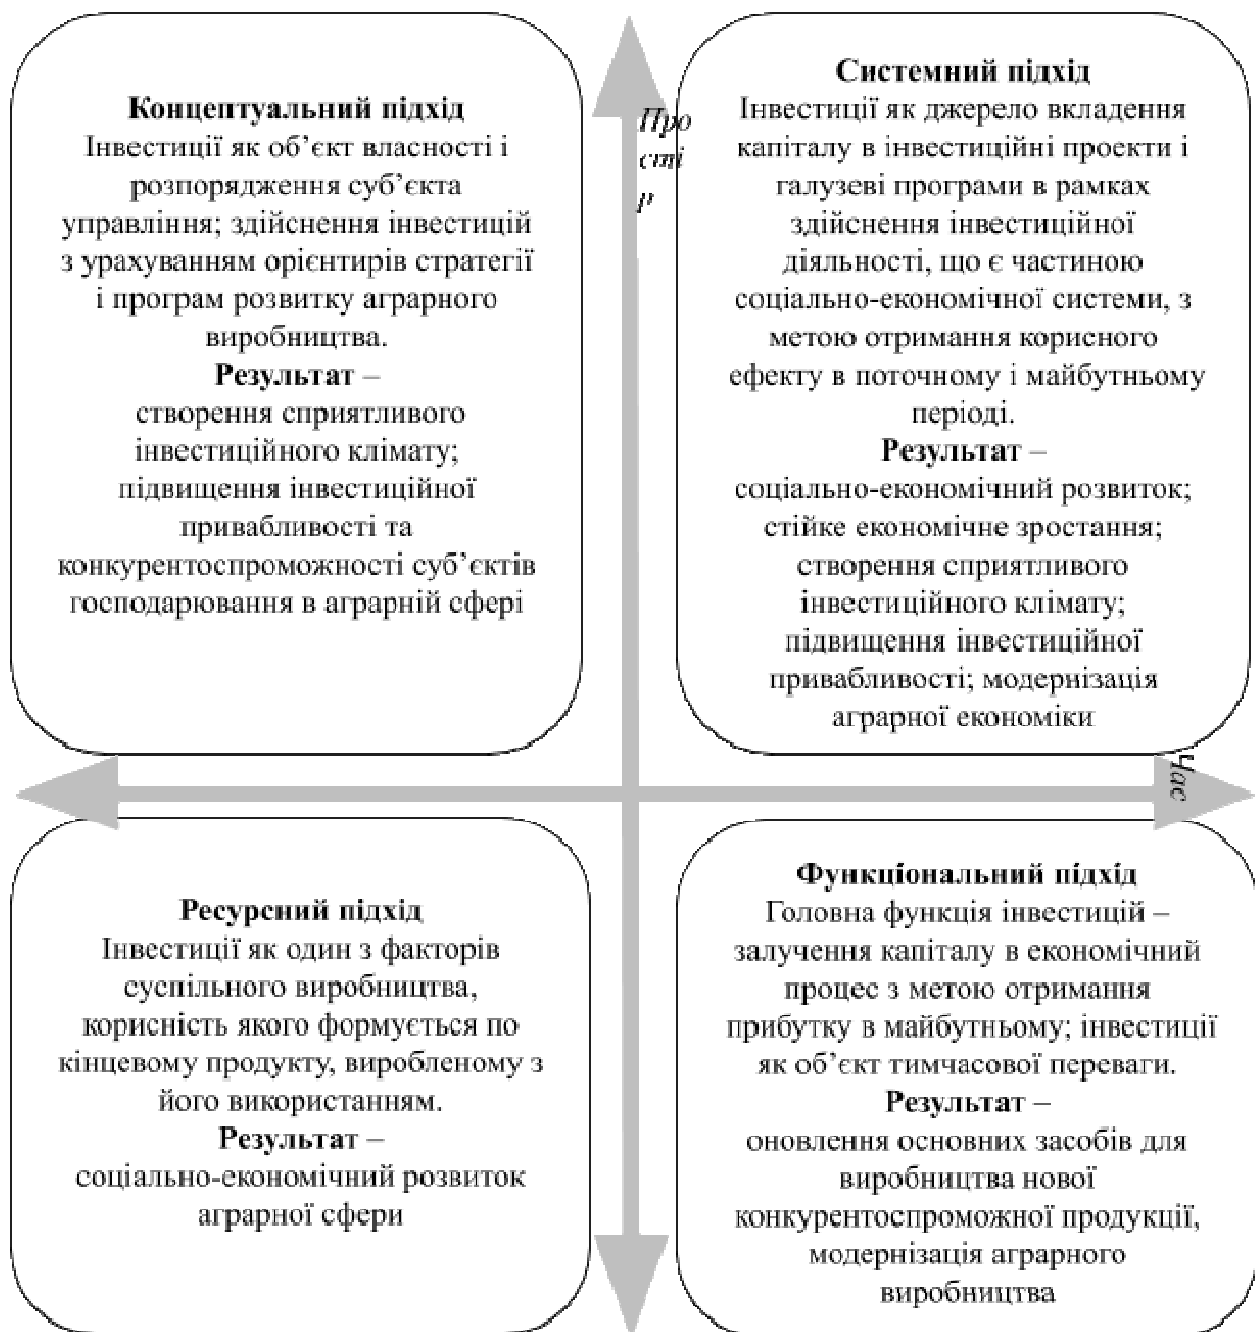 Концептуальний підхід
Інвестиції як об’єкт власності і
розпорядження суб’єкта
управління; здійснення інвестицій
з урахуванням орієнтирів стратегії
і програм розвитку аграрного
виробництва.
Результат –
створення сприятливого
інвестиційного клімату;
підвищення інвестиційної
привабливості та
конкурентоспроможності суб’єктів
господарювання в аграрній сфері
Про
сті
р
Системний підхід
Інвестиції як джерело вкладення
капіталу в інвестиційні проекти і
галузеві програми в рамках
здійснення інвестиційної
діяльності, що є частиною
соціально-економічної системи, з
метою отримання корисного
ефекту в поточному і майбутньому
періоді.
Результат –
соціально-економічний розвиток;
стійке економічне зростання;
створення сприятливого
інвестиційного клімату;
підвищення інвестиційної
привабливості; модернізація
аграрної економіки
Час
Ресурсний підхід
Інвестиції як один з факторів
суспільного виробництва,
корисність якого формується по
кінцевому продукту, виробленому з
його використанням.
Результат –
соціально-економічний розвиток
аграрної сфери
Функціональний підхід
Головна функція інвестицій –
залучення капіталу в економічний
процес з метою отримання
прибутку в майбутньому; інвестиції
як об’єкт тимчасової переваги.
Результат –
оновлення основних засобів для
виробництва нової
конкурентоспроможної продукції,
модернізація аграрного
виробництва